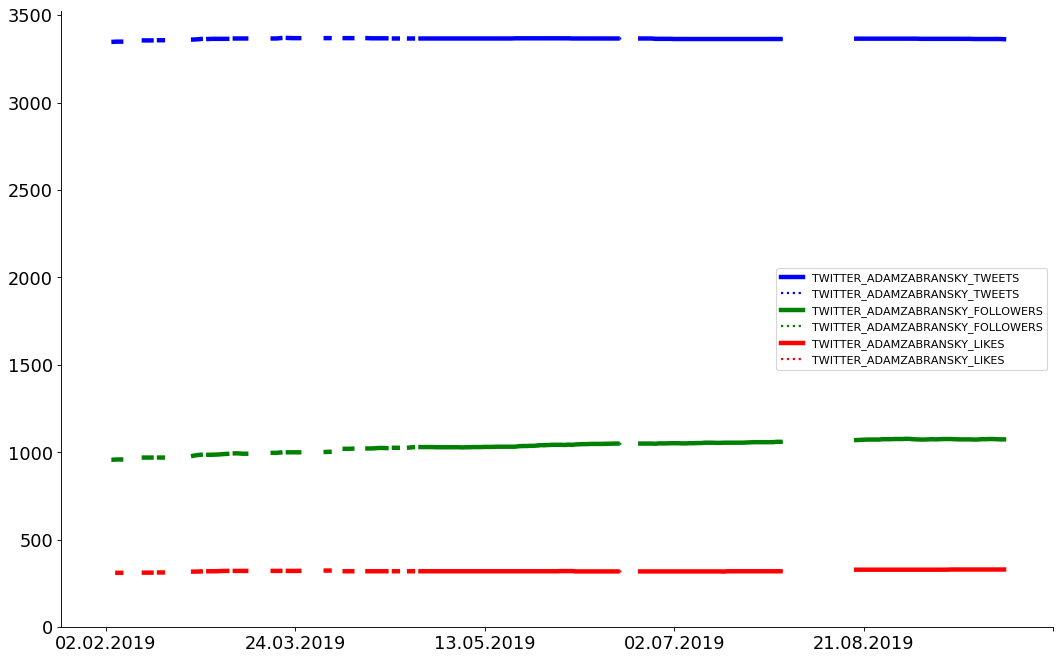 3500
3000
2500
2000
1500
1000
500
0
TWITTER_ADAMZABRANSKY_TWEETS
TWITTER_ADAMZABRANSKY_TWEETS
TWITTER_ADAMZABRANSKY_FOLLOWERS
TWITTER_ADAMZABRANSKY_FOLLOWERS
TWITTER_ADAMZABRANSKY_LIKES
TWITTER_ADAMZABRANSKY_LIKES
02.02.2019 24.03.2019 13.05.2019 02.07.2019 21.08.2019